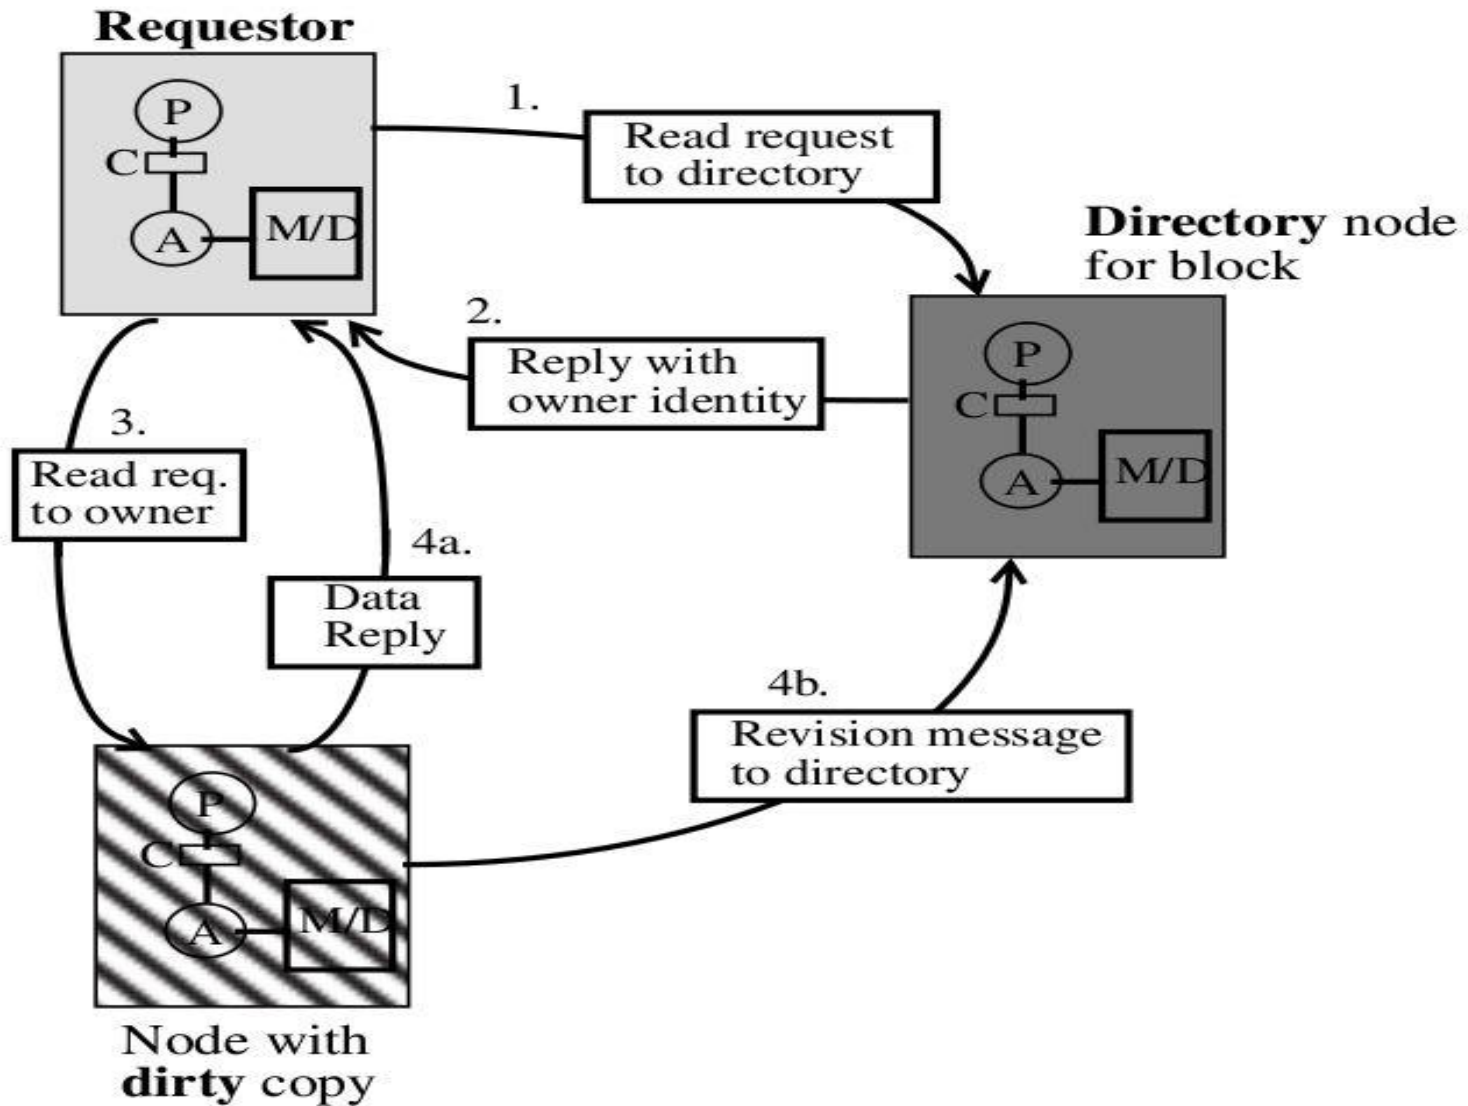 Requestor
P
C
A
M/D
1.
Read request
to directory
Directory node
for block
P
C
A
M/D
2.
Reply with
owner identity
3.
Read req.
to owner
4a.
Data
Reply
4b.
Revision message
to directory
P
C
A
M/D
Node with
dirty copy